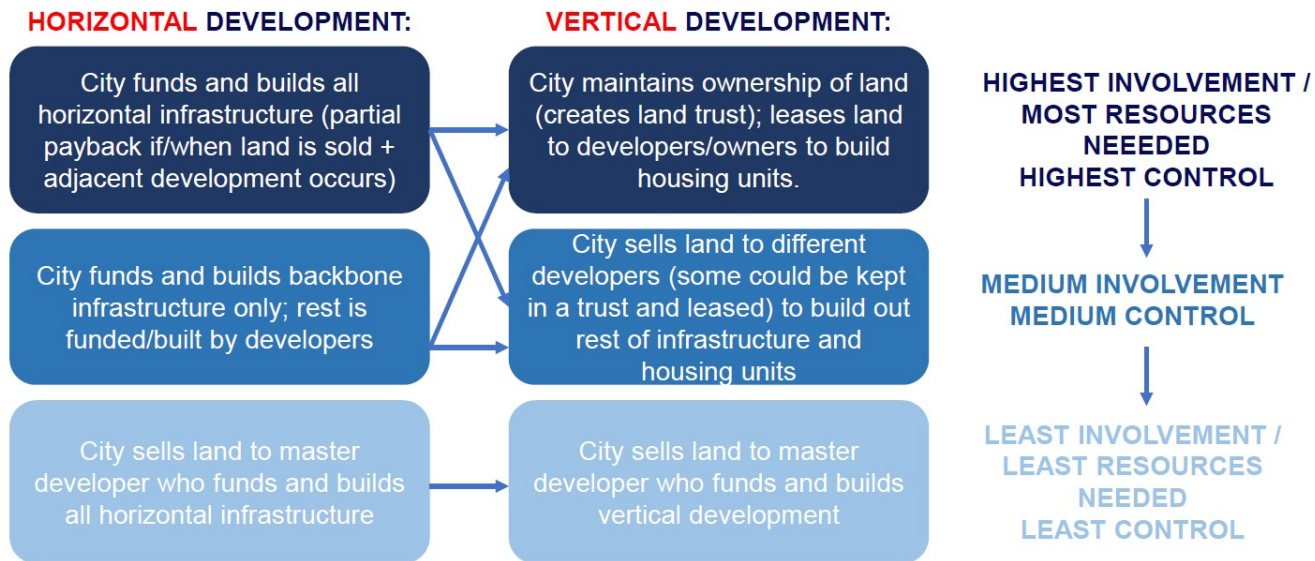 HORIZONTAL DEVELOPMENT:
City funds and builds all
horizontal infrastructure (partial
payback if/when land is sold +
adjacent development occurs)
City funds and builds backbone
infrastructure only; rest is
funded/built by developers
City sells land to master
developer who funds and builds
all horizontal infrastructure
VERTICAL DEVELOPMENT:
City maintains ownership of land
(creates land trust); leases land
to developers/owners to build
housing units.
City sells land to different
developers (some could be kept
in a trust and leased) to build out
rest of infrastructure and
housing units
City sells land to master
developer who funds and builds
vertical development
HIGHEST INVOLVEMENT /
MOST RESOURCES
NEEEDED
HIGHEST CONTROL
MEDIUM INVOLVEMENT
MEDIUM CONTROL
LEAST INVOLVEMENT /
LEAST RESOURCES
NEEDED
LEAST CONTROL